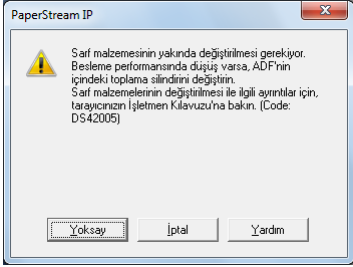 PaperStream IP
Sarf malzemesinin yakında değiştirilmesi gerekiyor.
Besleme performansında düşüş varsa, ADF'nin
içindeki toplama silindirini değiştirin.
Sarf malzemelerinin değiştirilmesi ile ilgili ayrıntılar için,
tarayıcınızın İşletmen Kılavuzu'na bakın. (Code:
DS42005)
Yoksay İptal Yardım